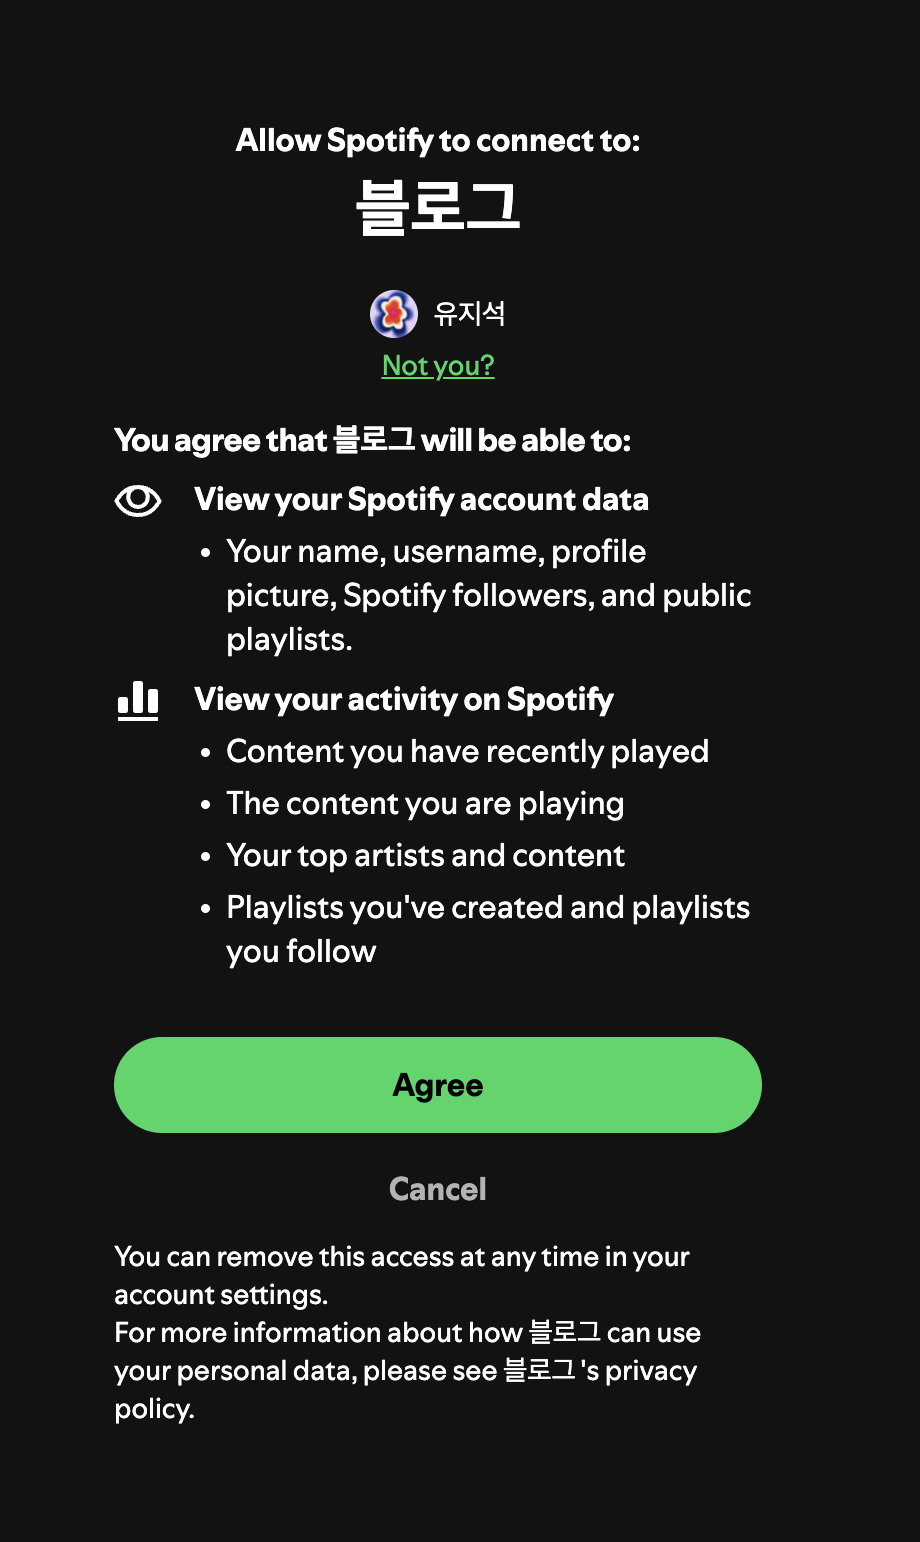 Allow Spotify to connect to:
블로그
유지석
Not you?
You agree that 블로그 will be able to:
View your Spotify account data
• Your name, username, profile
picture, Spotify followers, and public
playlists.
View your activity on Spotify
• Content you have recently played
• The content you are playing
• Your top artists and content
• Playlists you've created and playlists
you follow
Agree
Cancel
You can remove this access at any time in your
account settings.
For more information about how 블로그 can use
your personal data, please see 블로그 's privacy
policy.